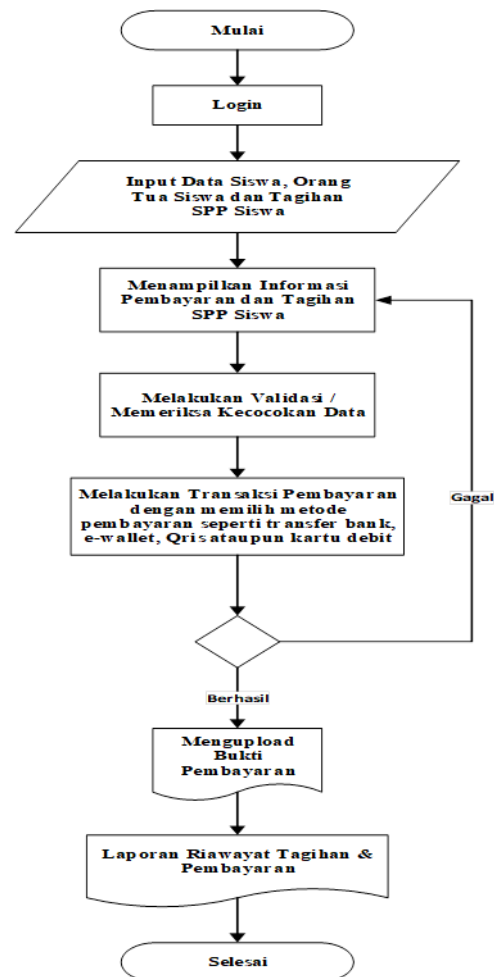 Mulai
Login
Input Data Siswa, Orang
Tua Siswa dan Tagihan
SPP Siswa
Menampilkan Informasi
Pembayaran dan Tagihan
SPP Siswa
Melakukan Validasi /
Memeriksa Kecocokan Data
Melakukan Transaksi Pembayaran
dengan memilih metode
pembayaran seperti transfer bank,
e-wallet, Qris ataupun kartu debit
Gagal
Berhasil
Mengupload
Bukti
Pembayaran
Laporan Riawayat Tagihan &
Pembayaran
Selesai